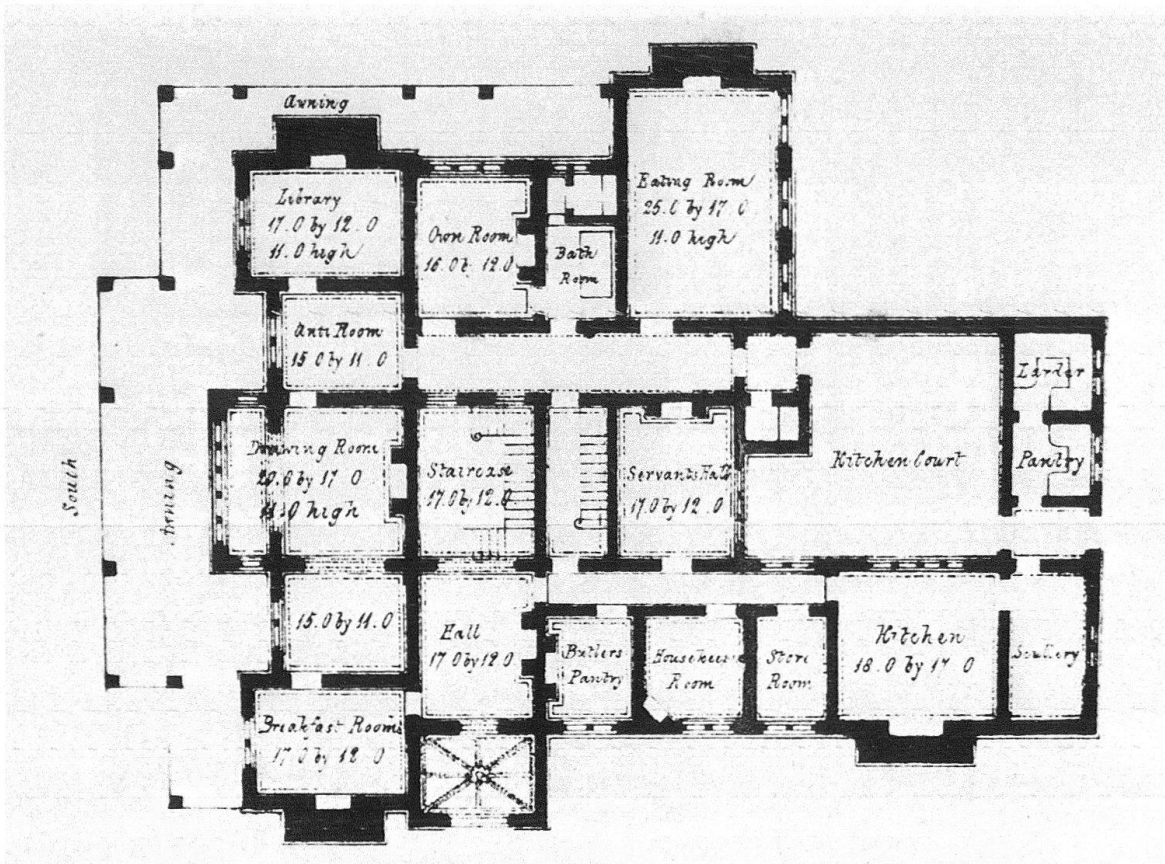 Awning
Library
17.0 by 12.0
11.0 high
Own Room
16.0 by 12.0
Bath
Room
Eating Room
25.0 by 17.0
11.0 high
Anti Room
15.0 by 11.0
Larder
Pantry
Kitchen Court
South
Awning
Drawing Room
by 17.0
high
Staircase
17.0 by 12.0
Servants Hall
17.0 by 12.0
15.0 by 11.0
Hall
17.0 by 12.0
Butlers
Pantry
Room
Store
Room
Kitchen
18.0 by 17.0
Scullery
Breakfast Room
17.0 by 12.0